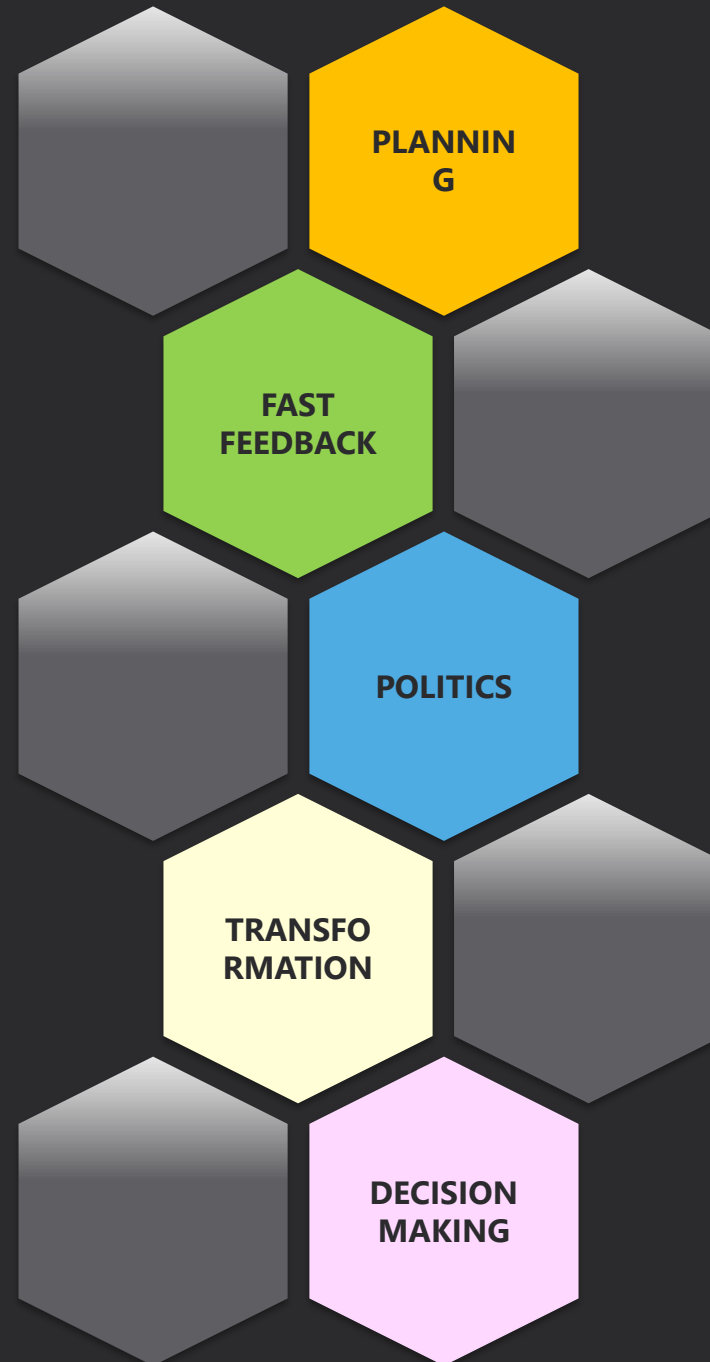 PLANNIN
G
FAST
FEEDBACK
POLITICS
TRANSFO
RMATION
DECISION
MAKING